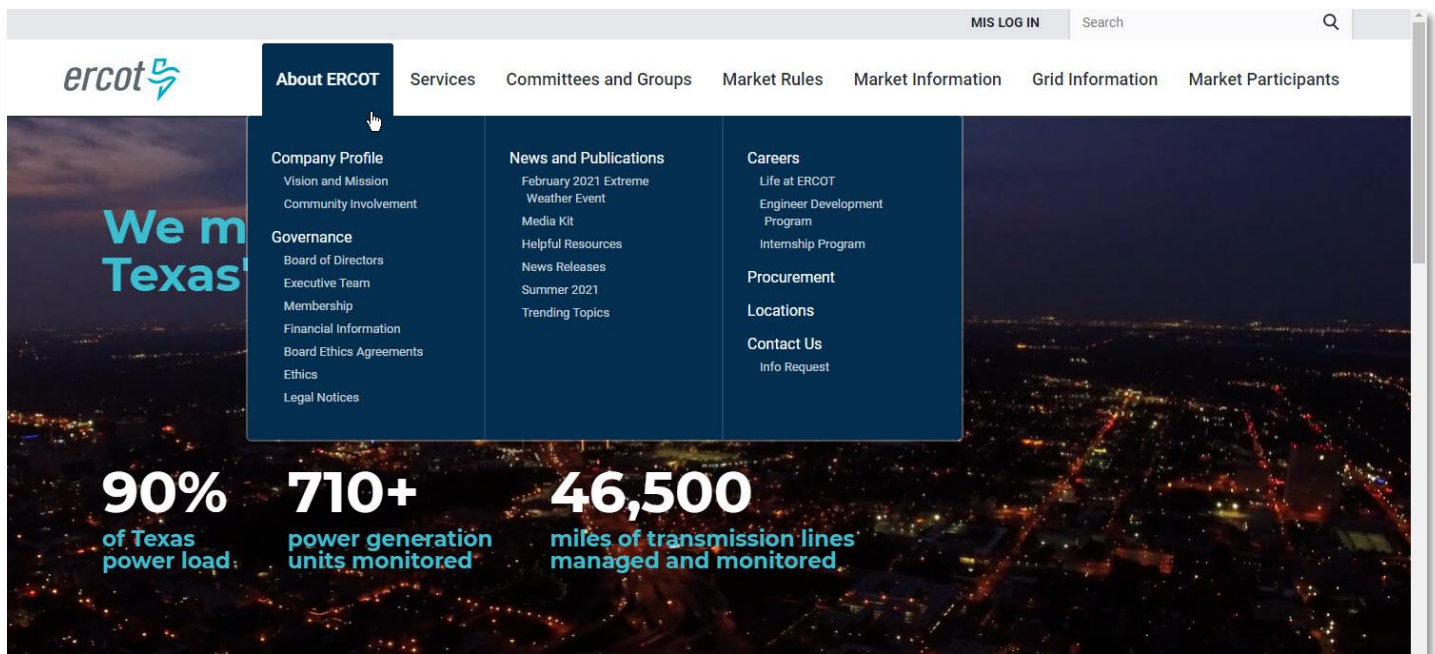 MIS LOG IN
Search
ercot
About ERCOT
Services
Committees and Groups
Market Rules
Market Information
Grid Information
Market Participants
Company Profile
Vision and Mission
Community Involvement
Governance
Board of Directors
Executive Team
Membership
Financial Information
Board Ethics Agreements
Ethics
Legal Notices
News and Publications
February 2021 Extreme
Weather Event
Media Kit
Helpful Resources
News Releases
Summer 2021
Trending Topics
Careers
Life at ERCOT
Engineer Development
Program
Internship Program
Procurement
Locations
Contact Us
Info Request
We m
Texas'
90%
of Texas
power load
710+
power generation
units monitored
46,500
miles of transmission lines
managed and monitored